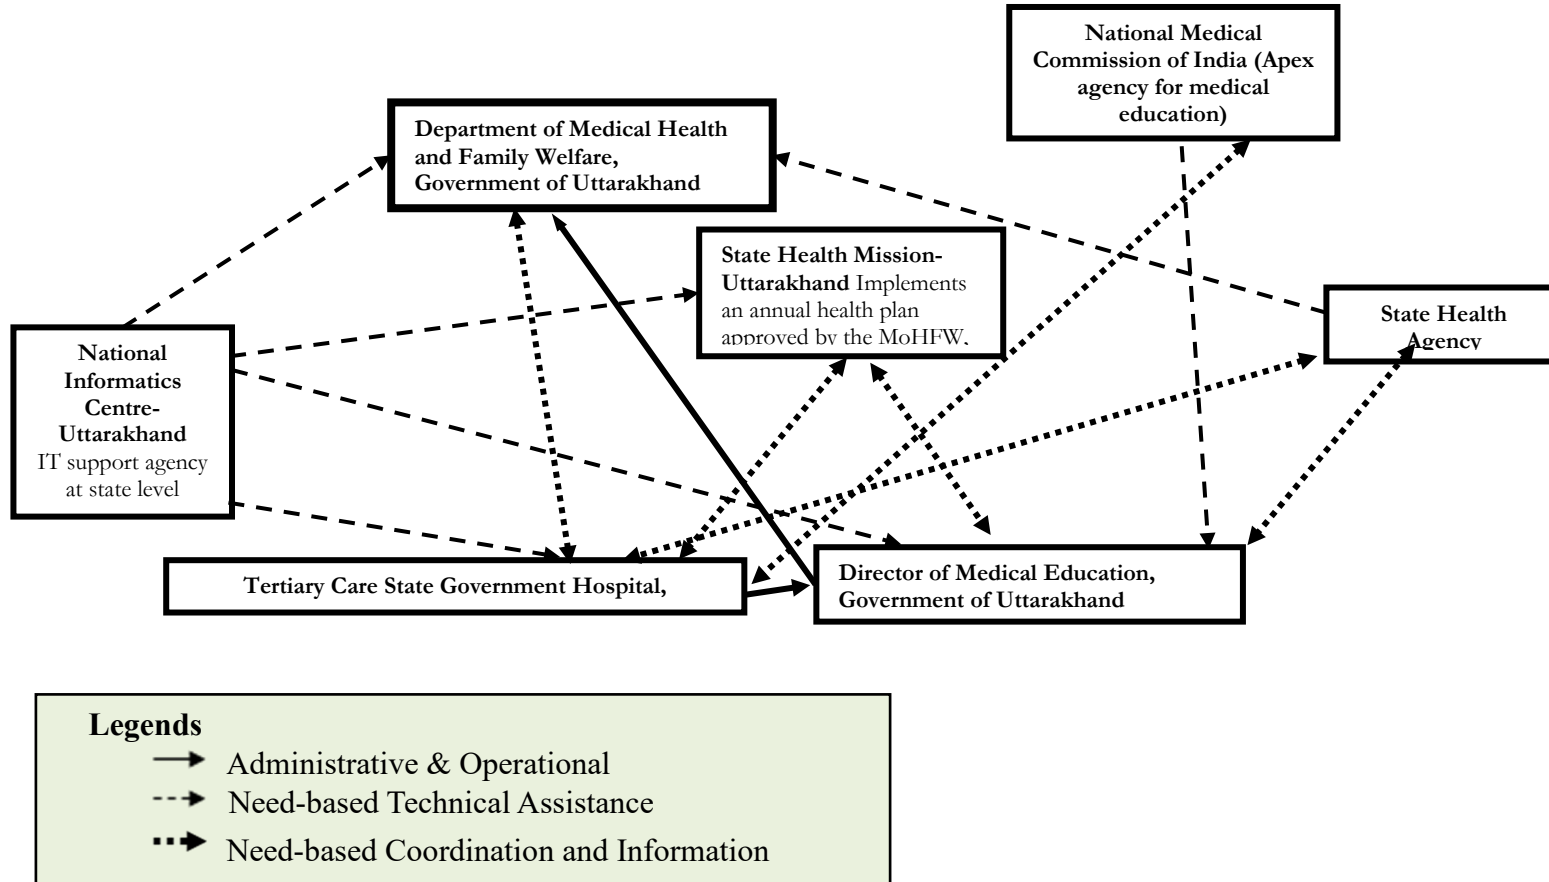 National Medical
Commission of India (Apex
agency for medical
education)
Department of Medical Health
and Family Welfare,
Government of Uttarakhand
State Health Mission-
Uttarakhand Implements
an annual health plan
approved by the MoHFW,
State Health
Agency
National
Informatics
Centre-
Uttarakhand
IT support agency
at state level
Tertiary Care State Government Hospital,
Director of Medical Education,
Government of Uttarakhand
Legends
Administrative & Operational
Need-based Technical Assistance
Need-based Coordination and Information